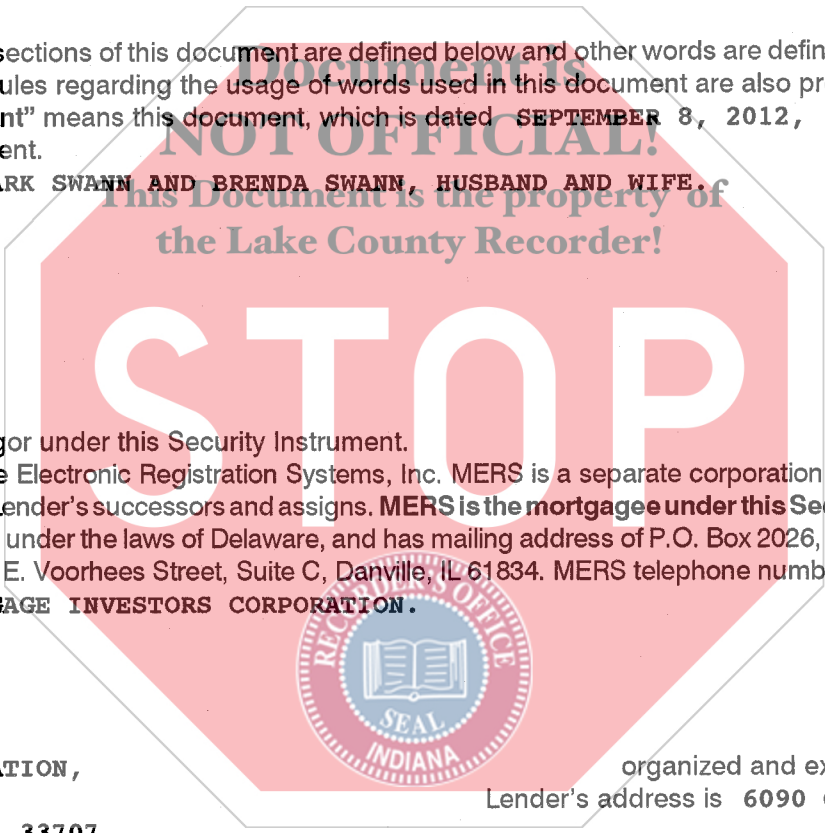 sections of this document are defined below and other words are defin
Document is
ules regarding the usage of words used in this document are also pr
nt” means this document, which is dated SEPTEMBER 8, 2012,
NOT OFFICIAL!
ent.
ARK SWANN AND BRENDA SWANN, HUSBAND AND WIFE.
This Document is the property of
the Lake County Recorder!
STOP
gor under this Security Instrument.
e Electronic Registration Systems, Inc. MERS is a separate corporation
Lender's successors and assigns. MERS is the mortgagee under this Sec
under the laws of Delaware, and has mailing address of P.O. Box 2026,
E. Voorhees Street, Suite C, Danville, IL 61834. MERS telephone numb
GAGE INVESTORS CORPORATION.
RECORDER'S OFFICE
SEAL
INDIANA
ATION,
organized and ex
Lender's address is 6090
33707